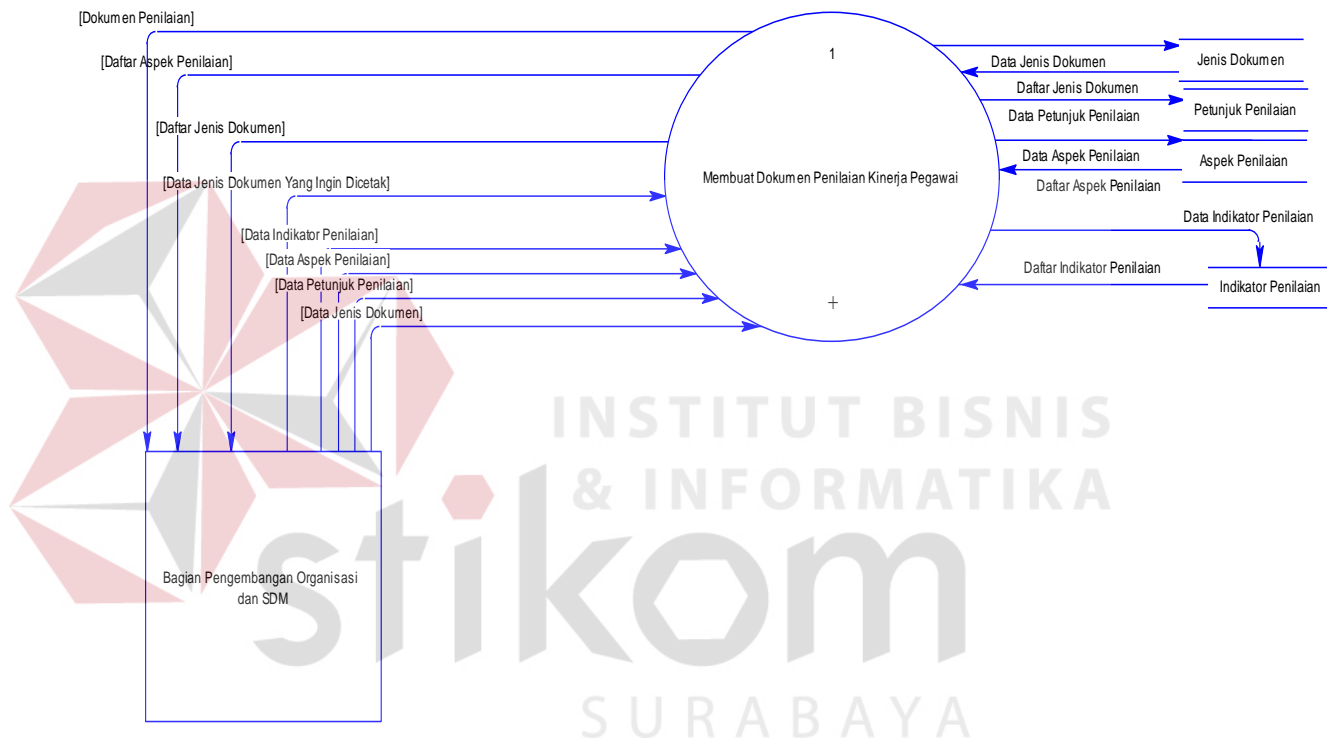 [Dokumen Penilaian]
[Daftar Aspek Penilaian]
[Daftar Jenis Dokumen]
[Data Jenis Dokumen Yang Ingin Dicetak]
[Data Indikator Penilaian]
[Data Aspek Penilaian]
[Data Petunjuk Penilaian]
[Data Jenis Dokumen]
1
Membuat Dokumen Penilaian Kinerja Pegawai
+
Data Jenis Dokumen
Daftar Jenis Dokumen
Data Petunjuk Penilaian
Data Aspek Penilaian
Daftar Aspek Penilaian
Data Indikator Penilaian
Daftar Indikator Penilaian
Jenis Dokumen
Petunjuk Penilaian
Aspek Penilaian
Indikator Penilaian
Bagian Pengembangan Organisasi
dan SDM
INSTITUT BISNIS
& INFORMATIKA
stikom
SURABAYA